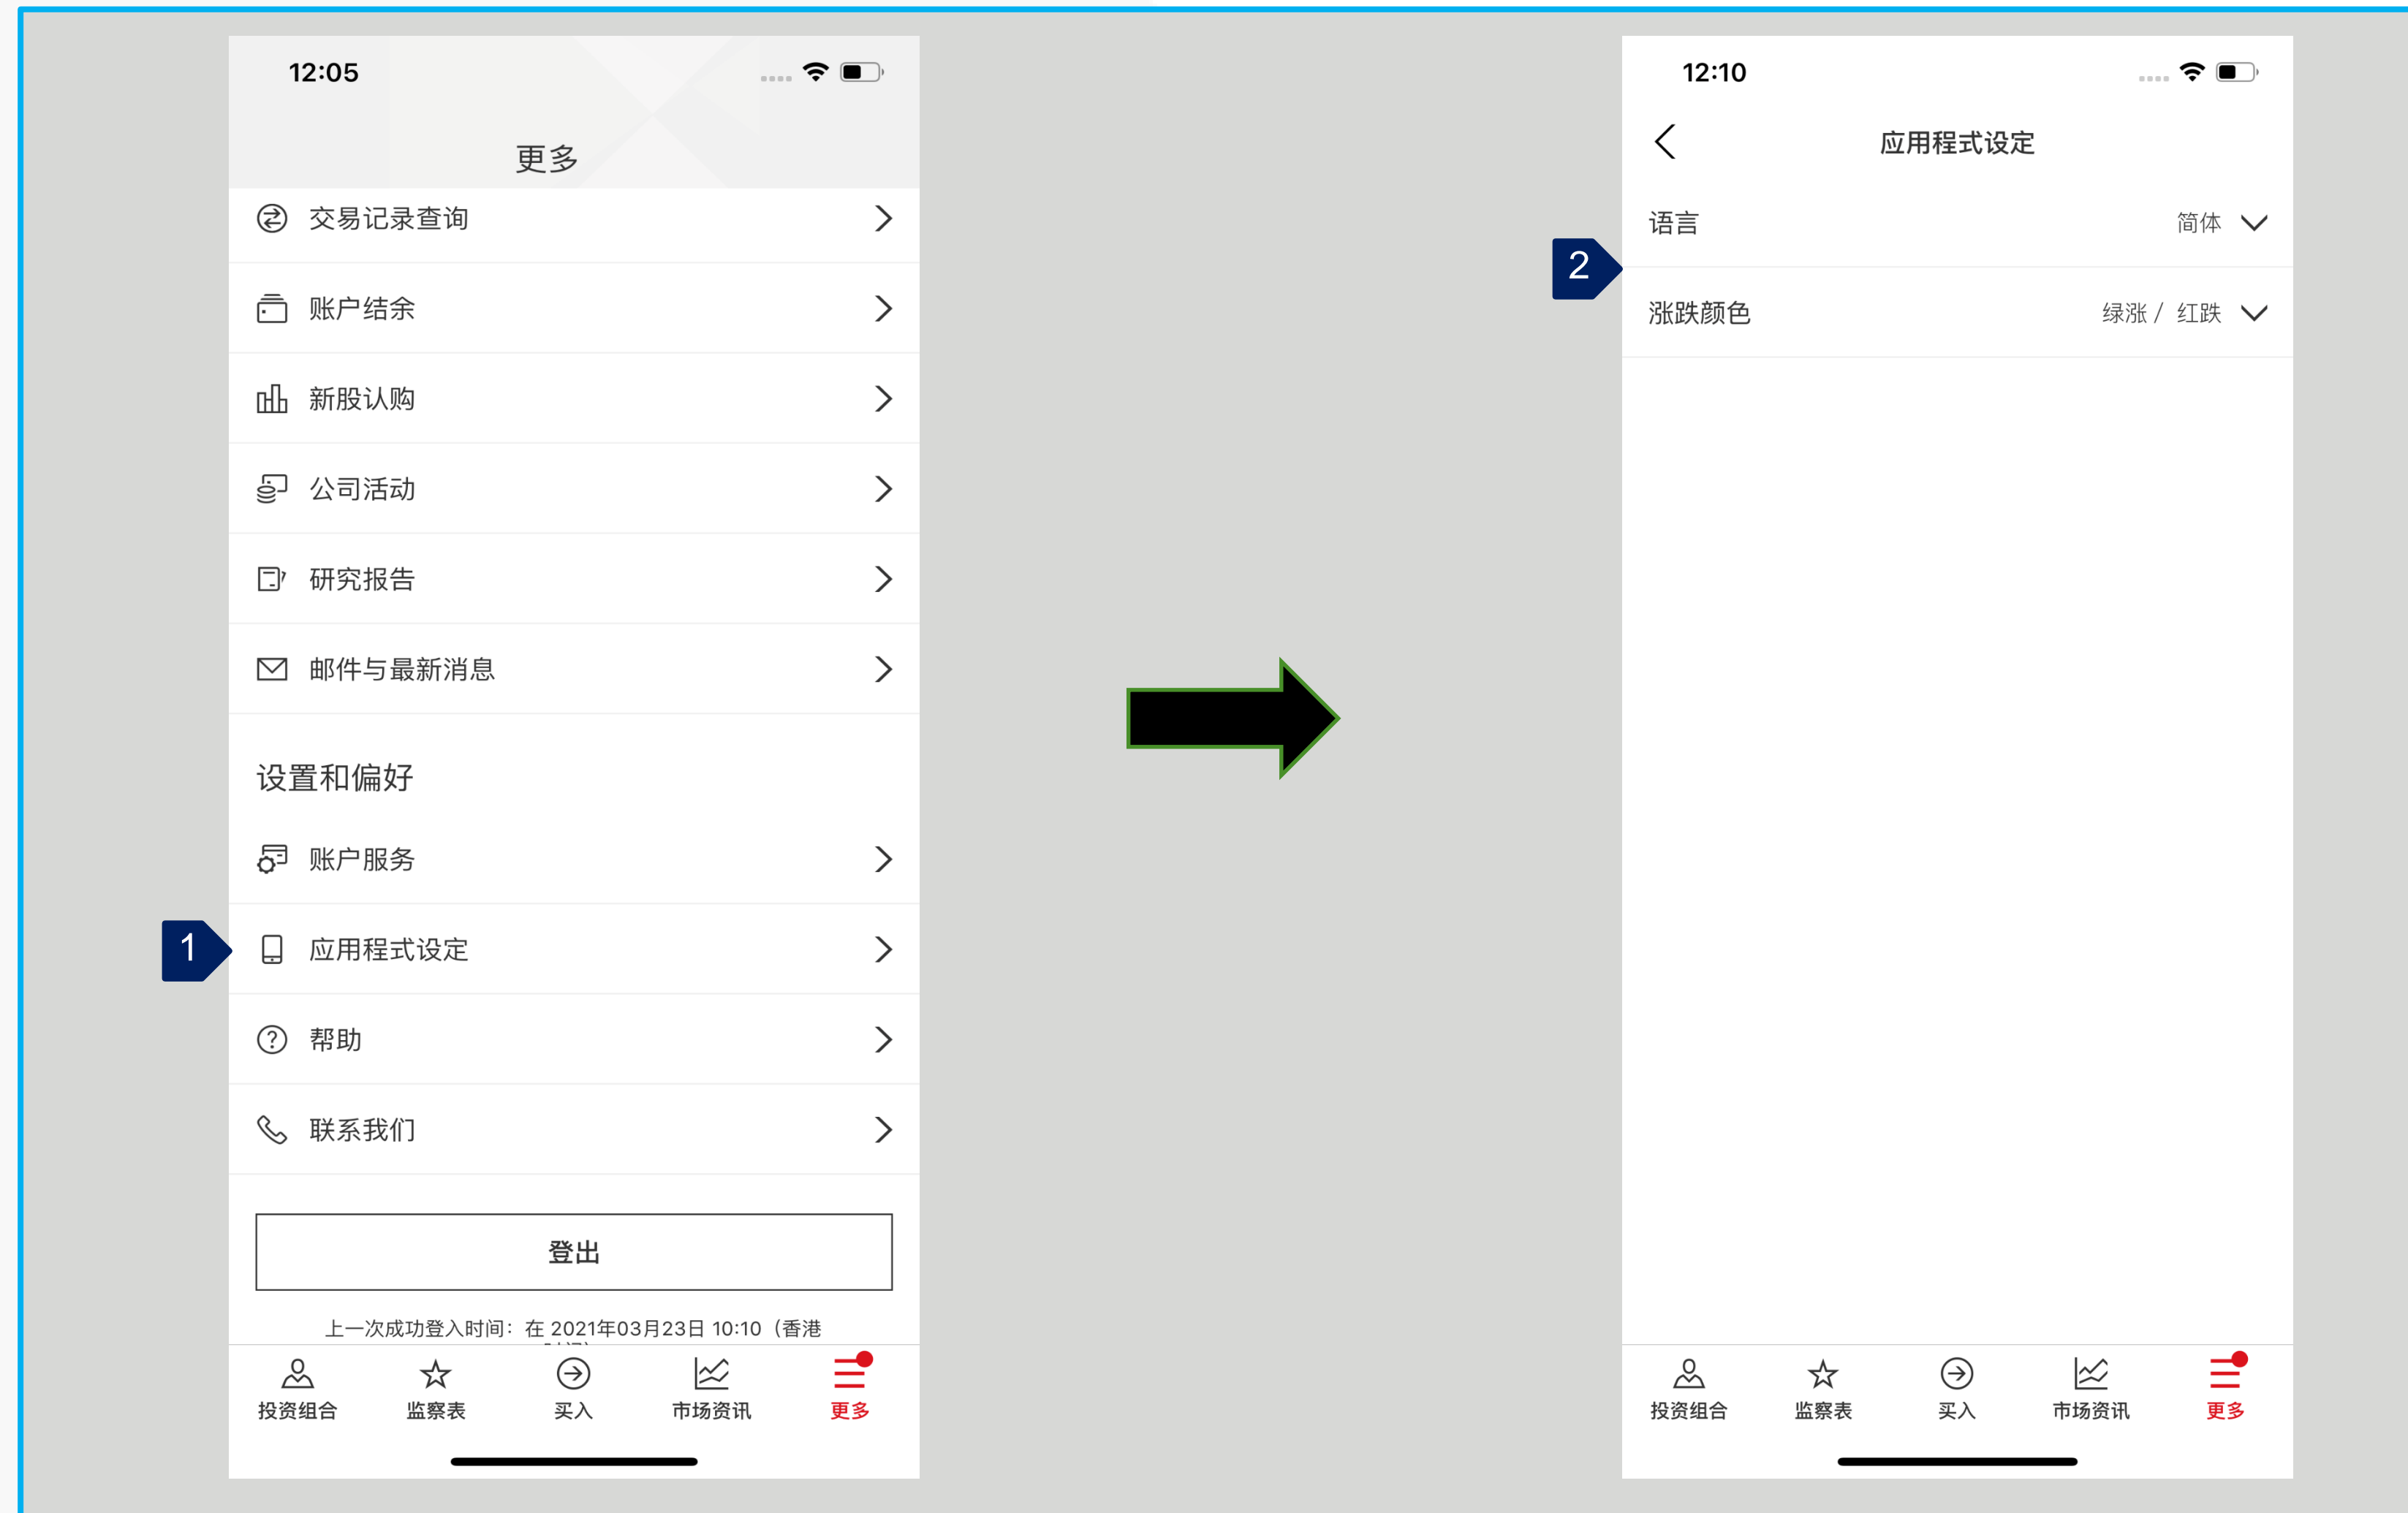 12:05
更多
交易记录查询
账户结余
新股认购
公司活动
研究报告
邮件与最新消息
设置和偏好
账户服务
1
应用程式设定
帮助
联系我们
登出
上一次成功登入时间：在 2021年03月23日 10:10（香港
投资组合
监察表
买入
市场资讯
更多
12:10
应用程式设定
语言 简体
2
涨跌颜色 绿涨 / 红跌
投资组合
监察表
买入
市场资讯
更多